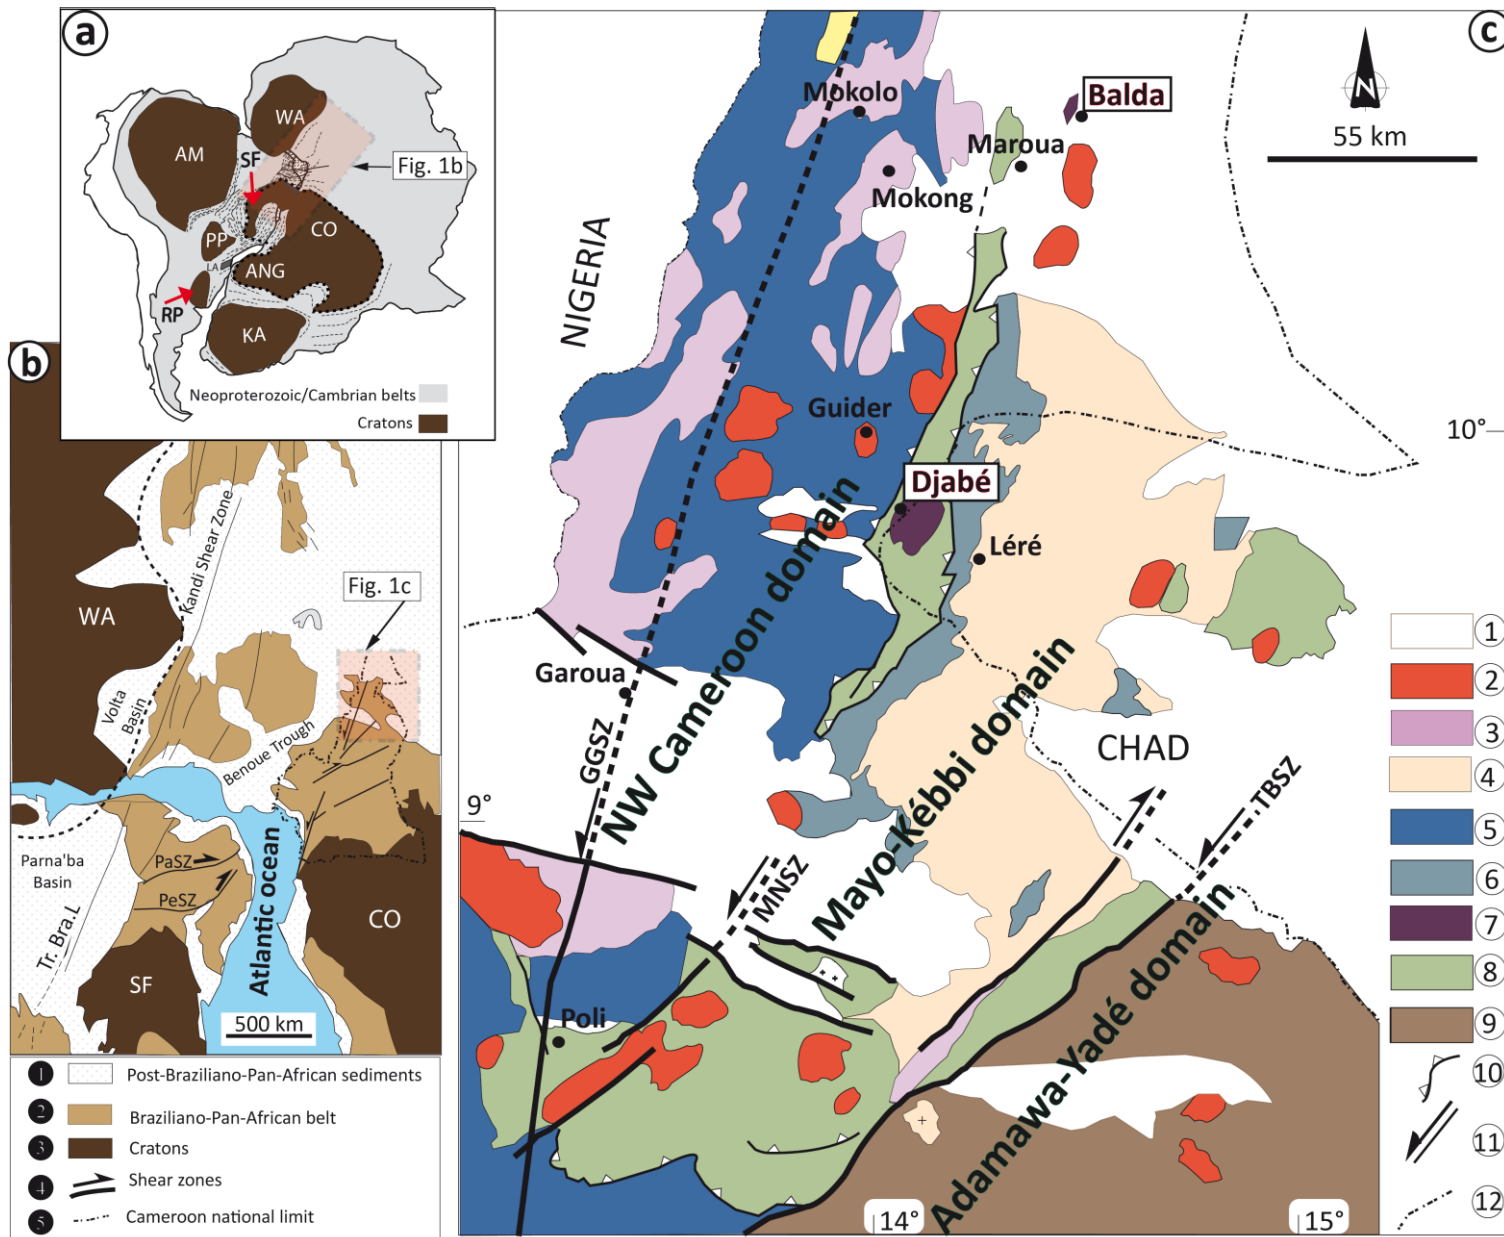 a
WA
AM
SF
Fig. 1b
PP
CO
LA
ANG
RP
KA
Neoproterozoic/Cambrian belts
Cratons
b
Kandi Shear Zone
Fig. 1c
WA
Volta
Basin
Benoue Trough
Parna'ba
Basin
PaSZ
PeSZ
Tr. Bra.L
Atlantic ocean
CO
SF
500 km
1 Post-Braziliano-Pan-African sediments
2 Braziliano-Pan-African belt
3 Cratons
4 Shear zones
5 Cameroon national limit
c
N
55 km
Mokolo
Balda
Maroua
Mokong
NIGERIA
Guider
10°
Djabé
Léré
Garoua
GGSZ
NW Cameroon domain
Mayo-Kébbi domain
CHAD
TBSZ
9°
MNSZ
Poli
Adamawa-Yadé domain
14°
15°
1
2
3
4
5
6
7
8
9
10
11
12